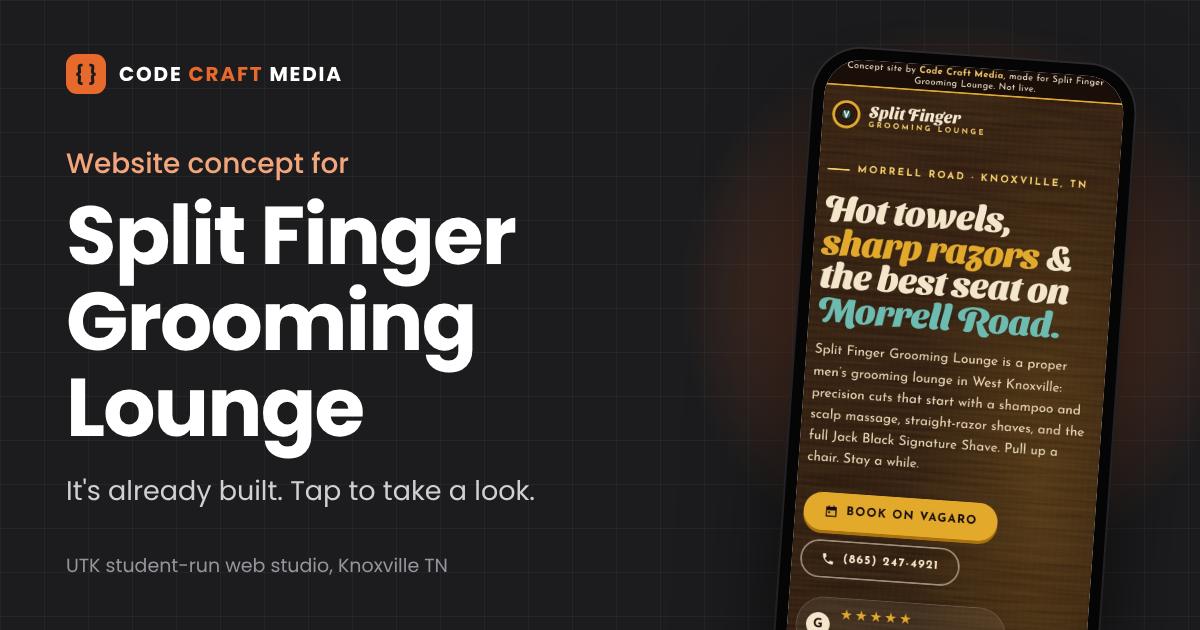 { } CODE CRAFT MEDIA
Website concept for
Split Finger
Grooming
Lounge
It's already built. Tap to take a look.
UTK student-run web studio, Knoxville TN
Concept site by Code Craft Media, made for Split Finger
Grooming Lounge. Not live.
V
Split Finger
GROOMING LOUNGE
MORRELL ROAD · KNOXVILLE, TN
Hot towels,
sharp razors &
the best seat on
Morrell Road.
Split Finger Grooming Lounge is a proper
men's grooming lounge in West Knoxville:
precision cuts that start with a shampoo and
scalp massage, straight-razor shaves, and the
full Jack Black Signature Shave. Pull up a
chair. Stay a while.
BOOK ON VAGARO
(865) 247-4921
G ★★★★★